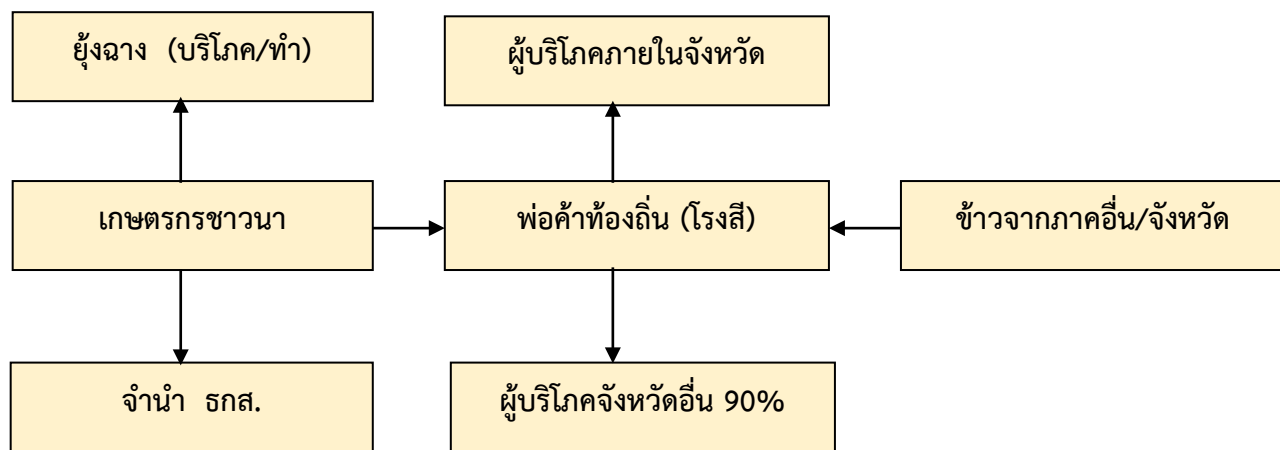 ยุ้งฉาง (บริโภค/ทำ)
ผู้บริโภคภายในจังหวัด
เกษตรกรชาวนา
พ่อค้าท้องถิ่น (โรงสี)
ข้าวจากภาคอื่น/จังหวัด
จำนำ ธกส.
ผู้บริโภคจังหวัดอื่น 90%